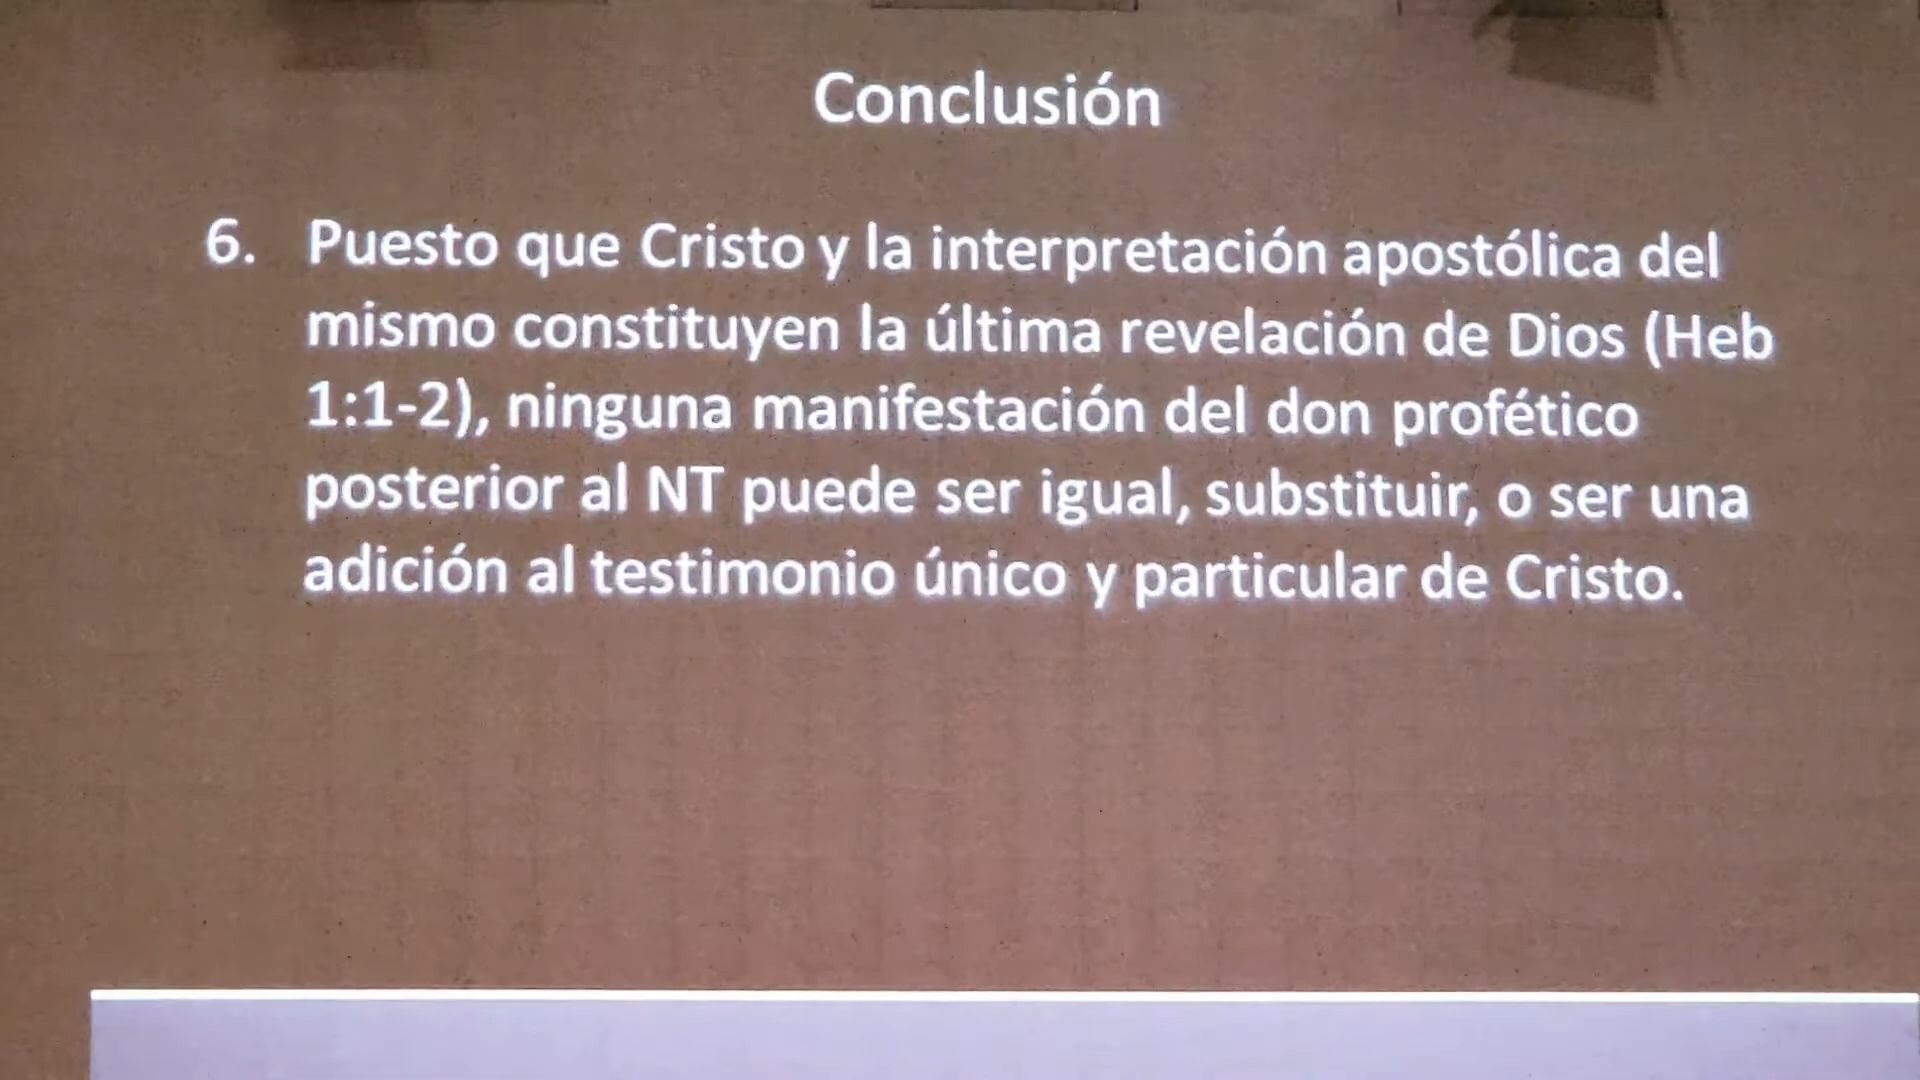 Conclusión
6. Puesto que Cristo y la interpretación apostólica del
mismo constituyen la última revelación de Dios (Heb
1:1-2), ninguna manifestación del don profético
posterior al NT puede ser igual, substituir, o ser una
adición al testimonio único y particular de Cristo.